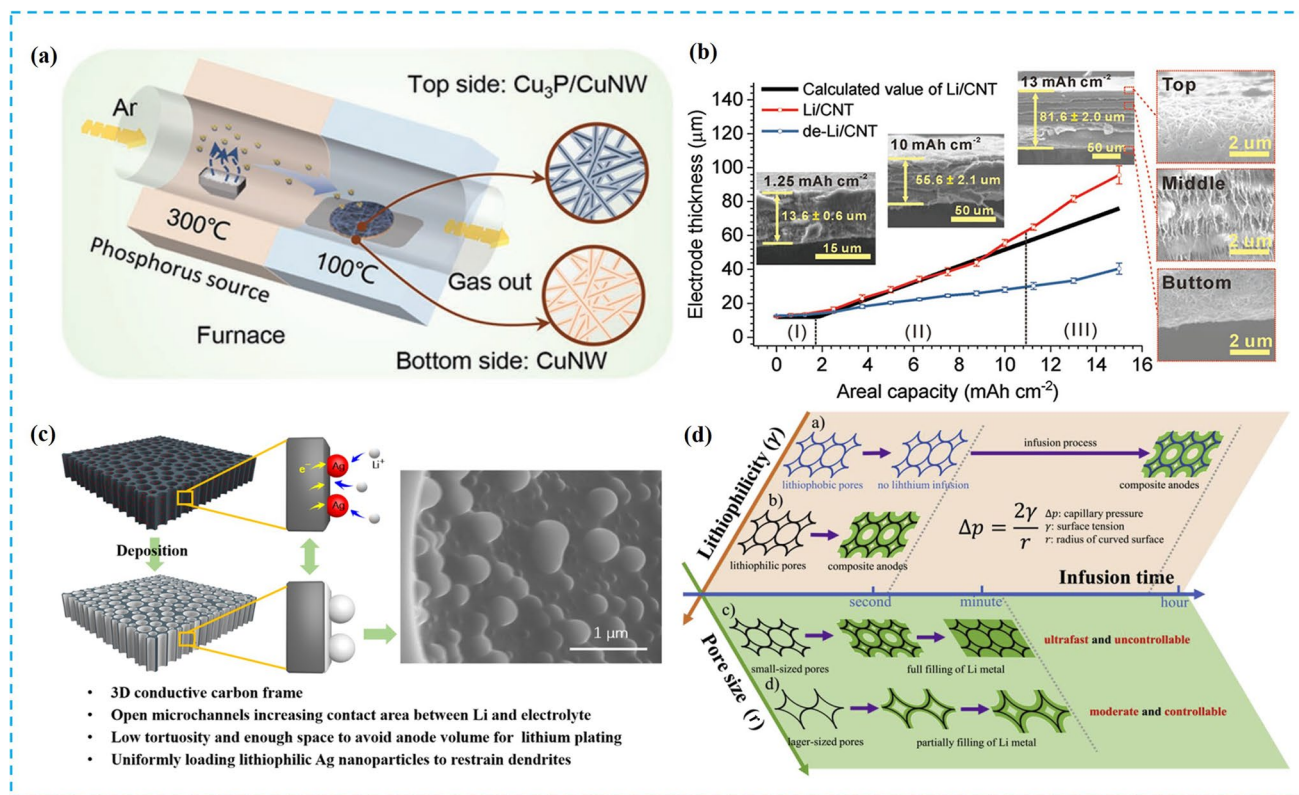 (a)
Top side: Cu₃P/CuNW
Ar
300℃
Phosphorus source
100℃
Gas out
Furnace
Bottom side: CuNW
(b)
Calculated value of Li/CNT
Li/CNT
de-Li/CNT
Electrode thickness (μm)
140
120
100
80
60
40
20
0
1.25 mAh cm⁻²
13.6 ± 0.6 um
15 um
10 mAh cm⁻²
55.6 ± 2.1 um
50 um
13 mAh cm⁻²
81.6 ± 2.0 um
50 um
Top
2 um
Middle
2 um
Buttom
2 um
(I)
(II)
(III)
0 2 4 6 8 10 12 14 16
Areal capacity (mAh cm⁻²)
(c)
e⁻
Ag
Li⁺
Ag
Deposition
1 μm
• 3D conductive carbon frame
• Open microchannels increasing contact area between Li and electrolyte
• Low tortuosity and enough space to avoid anode volume for lithium plating
• Uniformly loading lithiophilic Ag nanoparticles to restrain dendrites
(d)
Lithiophilicity (γ)
a)
lithiophobic pores
no lihthium infusion
infusion process
composite anodes
b)
lithiophilic pores
composite anodes
Δp = 2γ/r
Δp: capillary pressure
γ: surface tension
r: radius of curved surface
Infusion time
second
minute
hour
Pore size (r)
c)
small-sized pores
full filling of Li metal
ultrafast and uncontrollable
d)
lager-sized pores
partially filling of Li metal
moderate and controllable